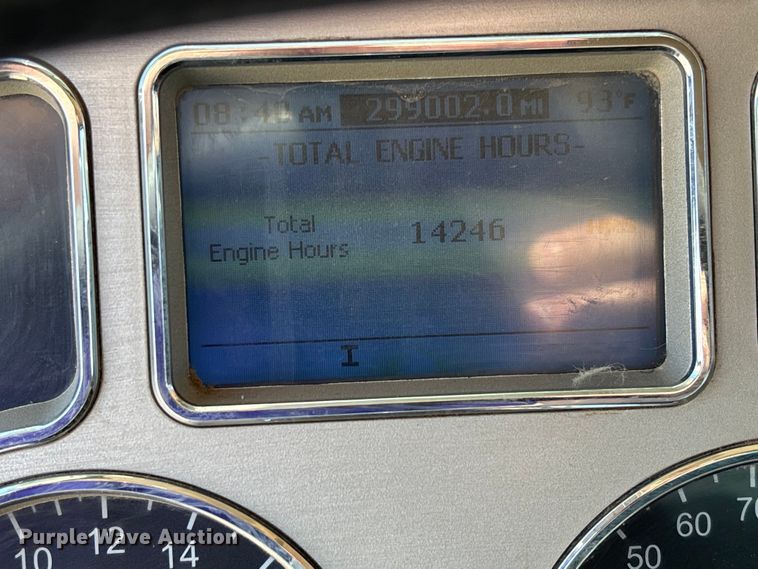 299002.0 MI 93°F
-TOTAL ENGINE HOURS-
Total
Engine Hours 14246
I
10 12 14
50 60
Purple Wave Auction